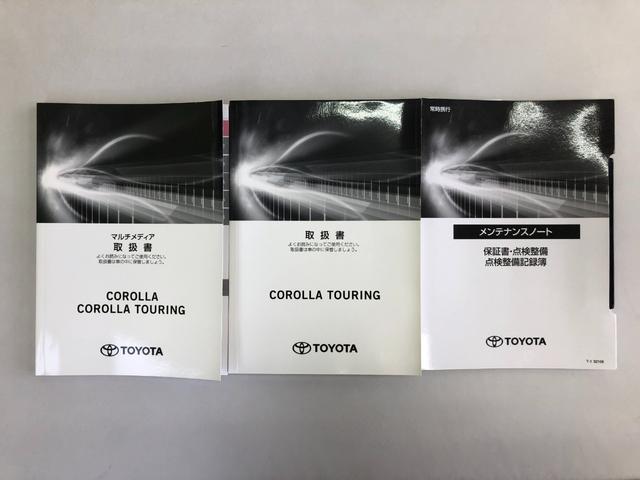 マルチメディア
取扱書
よくお読みになってご使用ください。
取扱書は車の中に保管しましょう。
COROLLA
COROLLA TOURING
TOYOTA
取扱書
よくお読みになってご使用ください。
取扱書は車の中に保管しましょう。
COROLLA TOURING
TOYOTA
常時携行
メンテナンスノート
保証書・点検整備
点検整備記録簿
TOYOTA